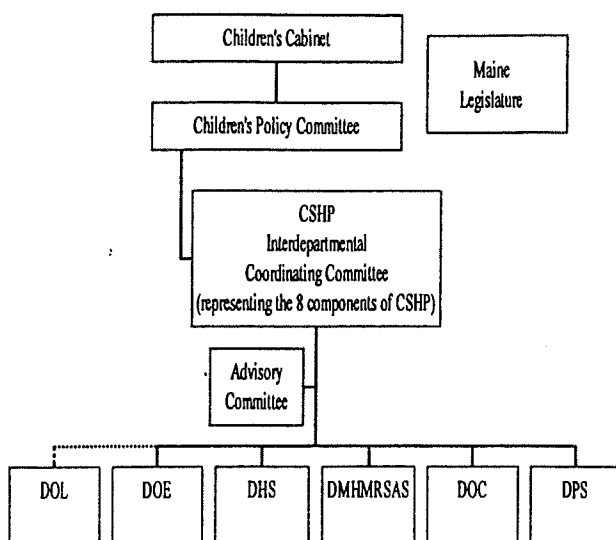 Children's Cabinet
Maine
Legislature
Children's Policy Committee
CSHP
Interdepartmental
Coordinating Committee
(representing the 8 components of CSHP)
Advisory
Committee
DOL
DOE
DHS
DMHMRSAS
DOC
DPS